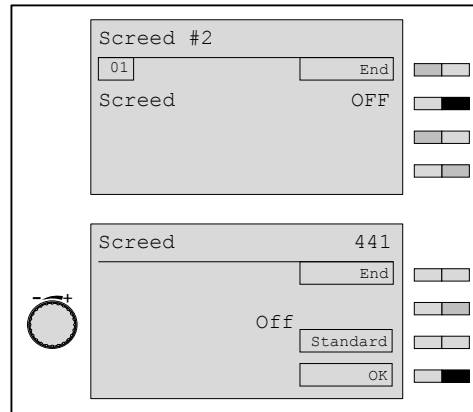 Screed #2
01 End
Screed OFF
Screed 441
End
- +
Off
Standard
OK